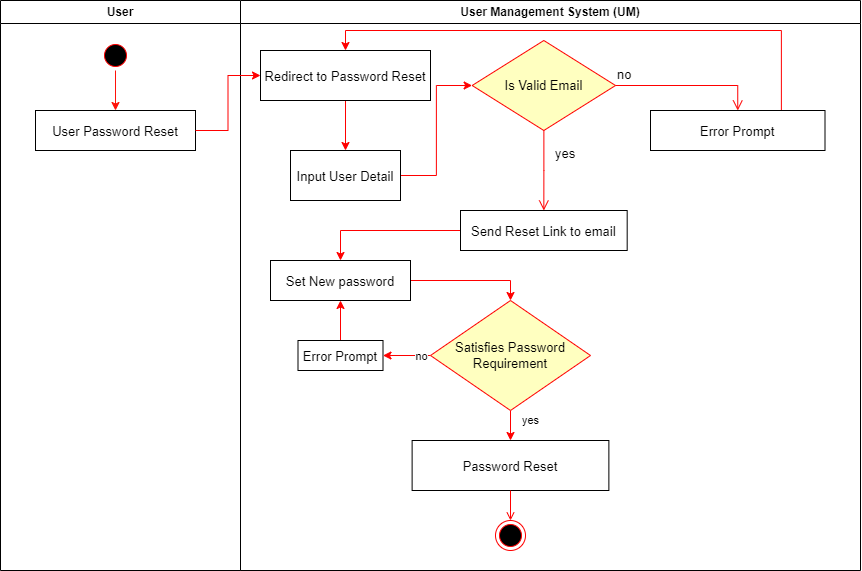 User
User Management System (UM)
Redirect to Password Reset
Is Valid Email
no
User Password Reset
Error Prompt
Input User Detail
yes
Send Reset Link to email
Set New password
Satisfies Password
Requirement
Error Prompt
no
yes
Password Reset